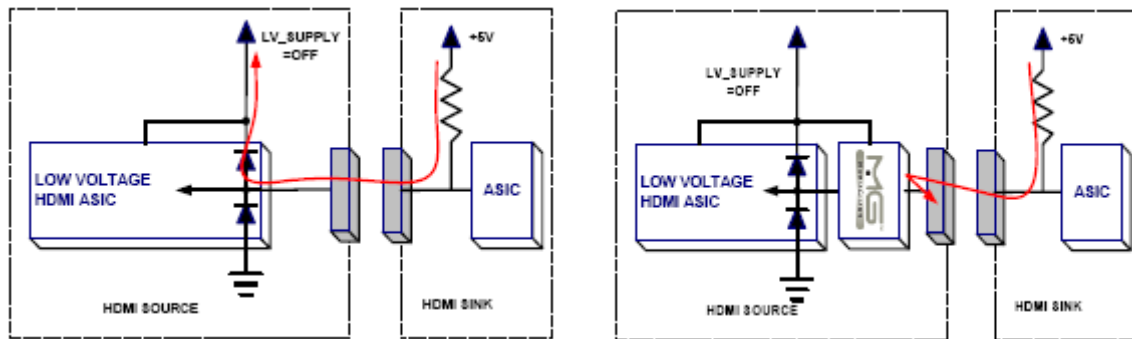 LV_SUPPLY
=OFF
+5V
LOW VOLTAGE
HDMI ASIC
ASIC
HDMI SOURCE
HDMI SINK
LV_SUPPLY
=OFF
+5V
LOW VOLTAGE
HDMI ASIC
MG
ASIC
HDMI SOURCE
HDMI SINK